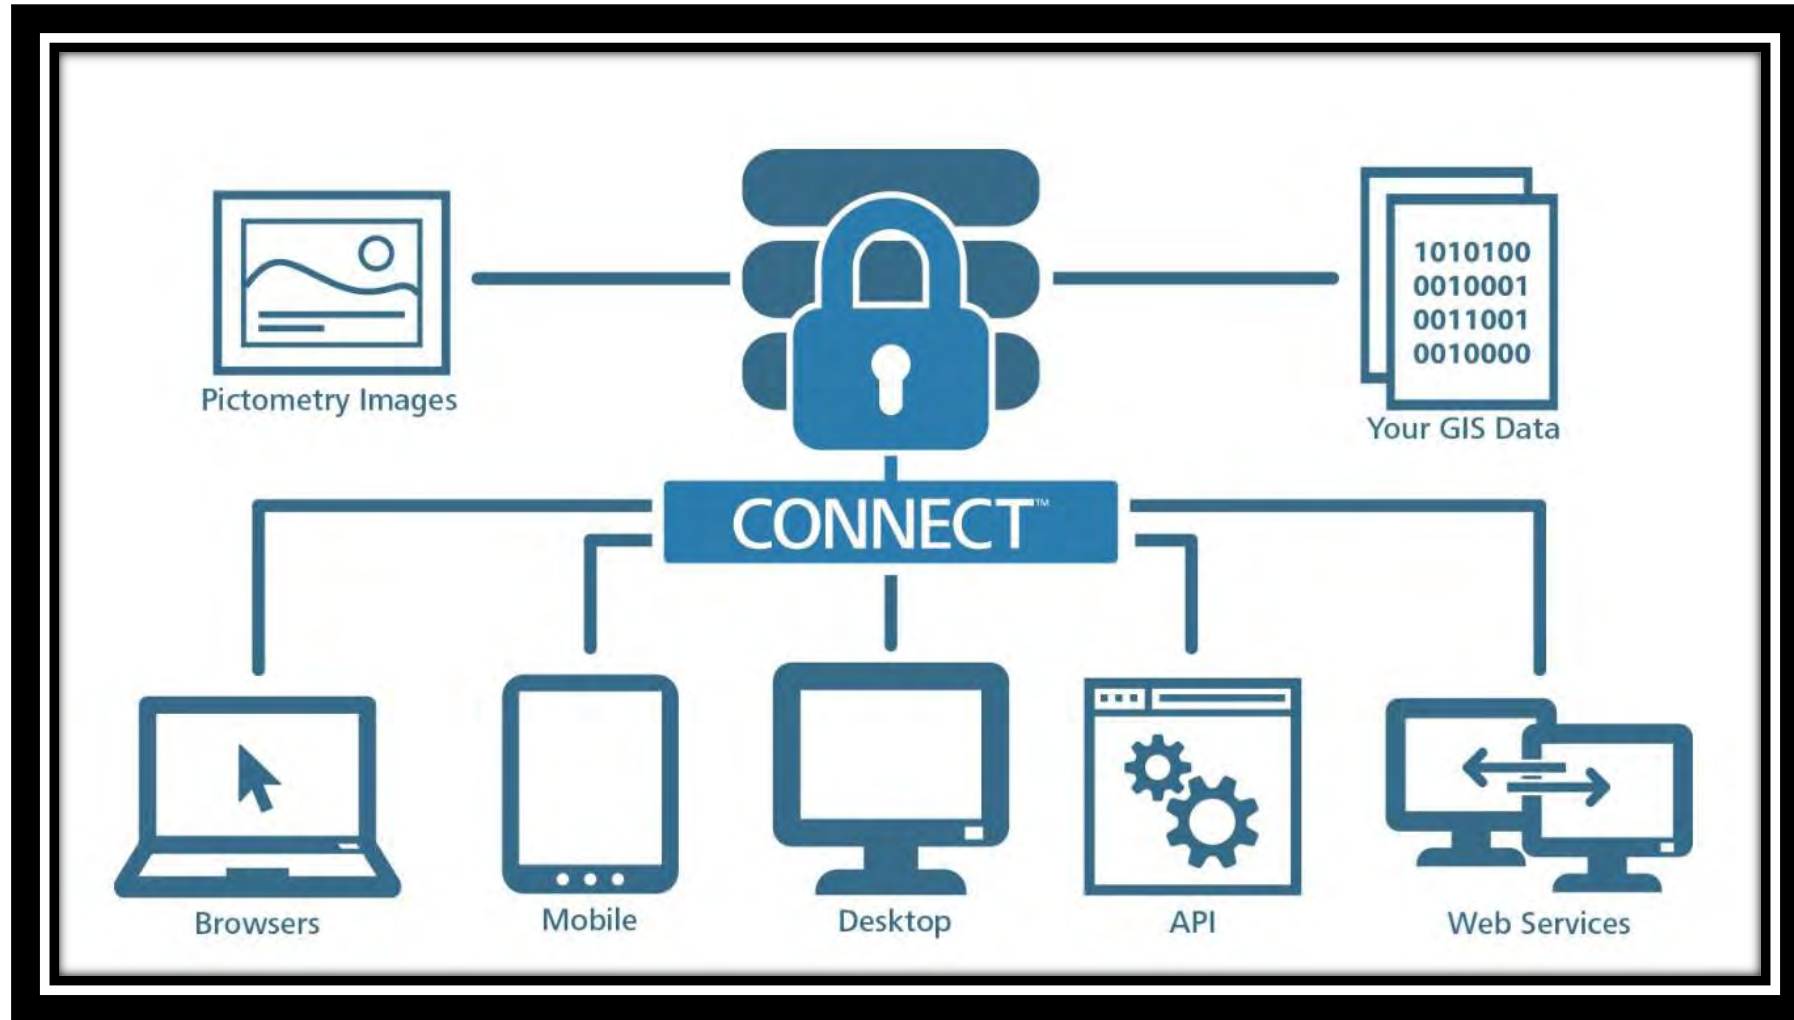 1010100
0010001
0011001
0010000
Pictometry Images
Your GIS Data
CONNECT™
Browsers
Mobile
Desktop
API
Web Services